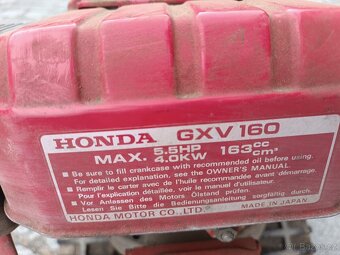 HONDA GXV160
MAX. 5.5HP 163cc
4.0KW cm³
■ Be sure to fill crankcase with recommended oil before using.
For detailed explanation, see the OWNER'S MANUAL.
■ Remplir le carter avec de l'huile recommandée avant démarrage.
Pour l'explication détaillée, voir le manuel d'utilisateur.
■ Vor Anlassen des Motors Ölstand prüfen.
Lesen Sie Bitte die Bedienungsanleitung sorgfältig durch.
HONDA MOTOR CO.,LTD. MADE IN JAPAN